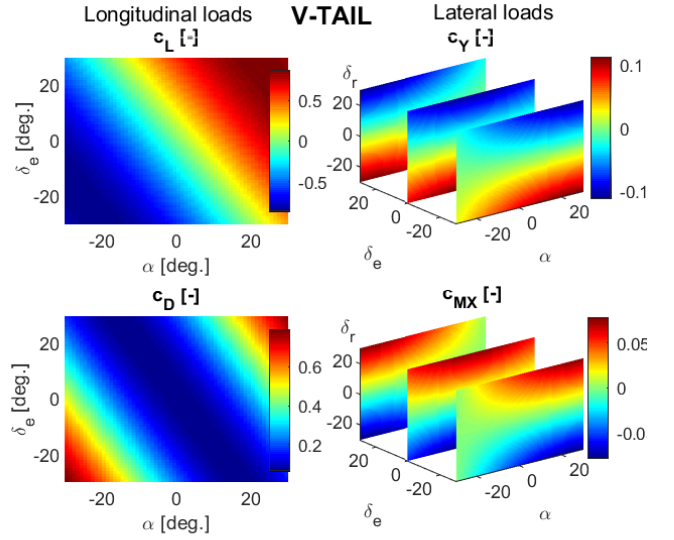 Longitudinal loads V-TAIL Lateral loads
c_L [-]
c_Y [-]
20
0
-20
δ_e [deg.]
-20 0 20
α [deg.]
0.5
0
-0.5
δ_r
20
0
-20
20 0 -20
δ_e
-20 0 20
α
0.1
0
-0.1
c_D [-]
c_MX [-]
20
0
-20
δ_e [deg.]
-20 0 20
α [deg.]
0.6
0.4
0.2
δ_r
20
0
-20
20 0 -20
δ_e
-20 0 20
α
0.05
0
-0.0